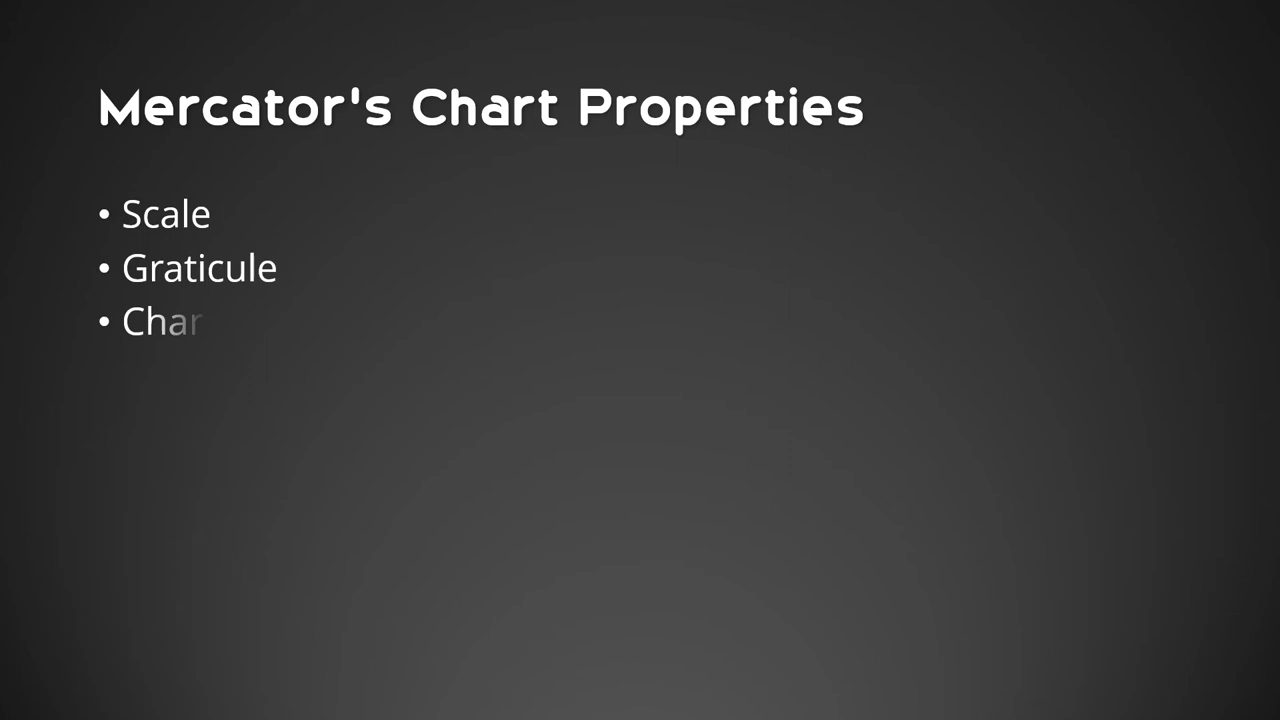 Mercator's Chart Properties
• Scale
• Graticule
• Char